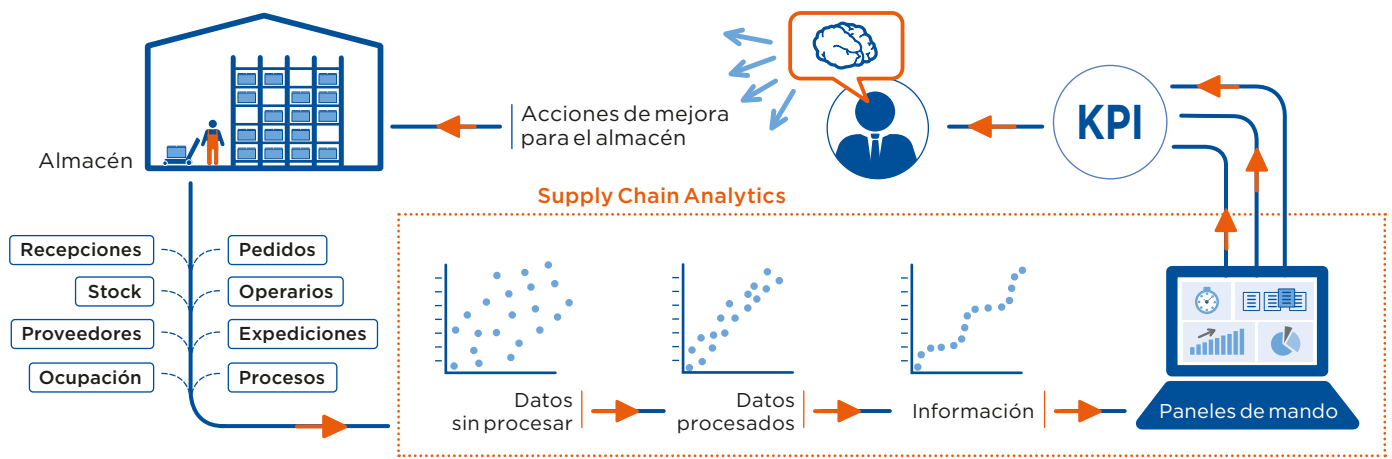 Almacén
Acciones de mejora
para el almacén
KPI
Supply Chain Analytics
Recepciones
Pedidos
Stock
Operarios
Proveedores
Expediciones
Ocupación
Procesos
Datos
sin procesar
Datos
procesados
Información
Paneles de mando